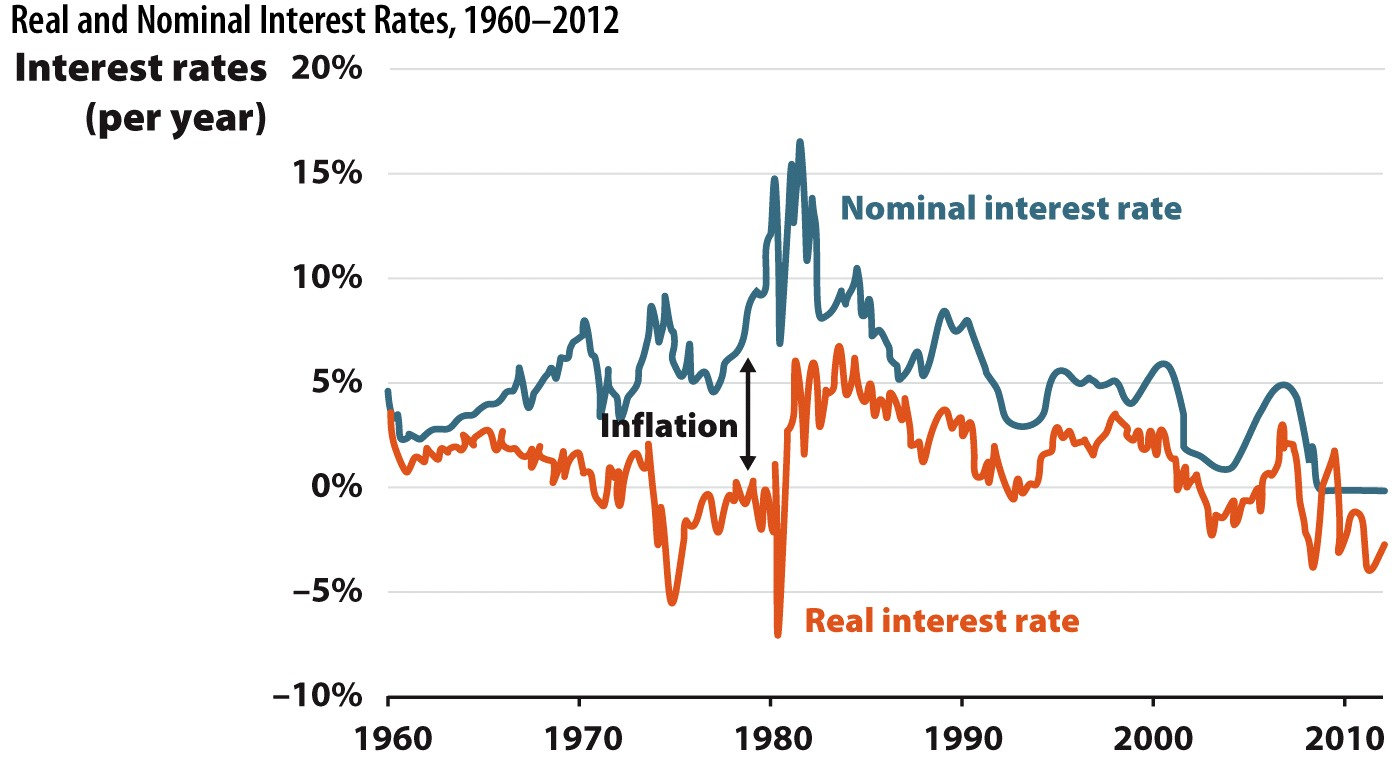 Real and Nominal Interest Rates, 1960–2012
Interest rates
(per year)
20%
15%
10%
5%
0%
–5%
–10%
Nominal interest rate
Inflation
Real interest rate
1960 1970 1980 1990 2000 2010